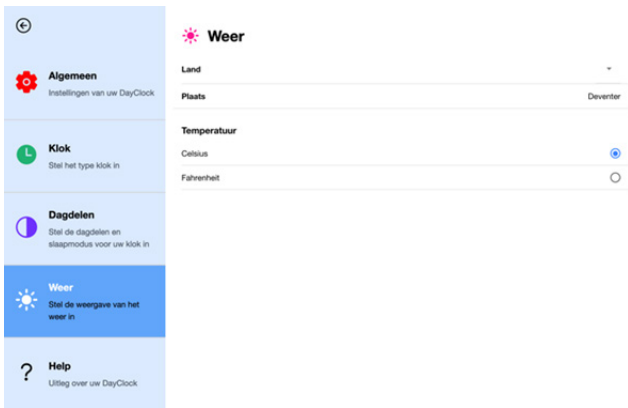 Algemeen
Instellingen van uw DayClock
Klok
Stel het type klok in
Dagdelen
Stel de dagdelen en
slaapmodus voor uw klok in
Weer
Stel de weergave van het
weer in
?
Help
Uitleg over uw DayClock
Weer
Land
Plaats Deventer
Temperatuur
Celsius
Fahrenheit